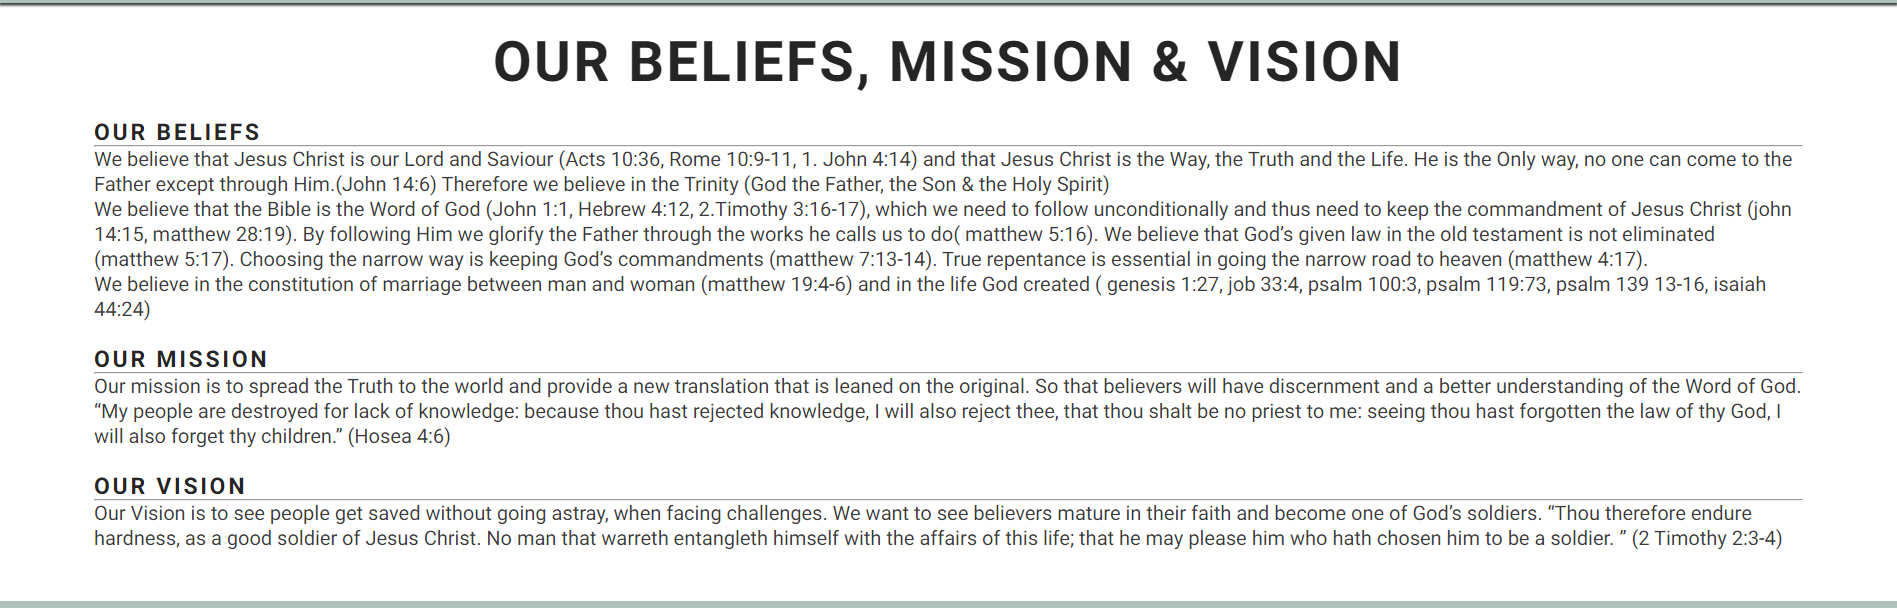 OUR BELIEFS, MISSION & VISION
OUR BELIEFS
We believe that Jesus Christ is our Lord and Saviour (Acts 10:36, Rome 10:9-11, 1. John 4:14) and that Jesus Christ is the Way, the Truth and the Life. He is the Only way, no one can come to the
Father except through Him.(John 14:6) Therefore we believe in the Trinity (God the Father, the Son & the Holy Spirit)
We believe that the Bible is the Word of God (John 1:1, Hebrew 4:12, 2.Timothy 3:16-17), which we need to follow unconditionally and thus need to keep the commandment of Jesus Christ (john
14:15, matthew 28:19). By following Him we glorify the Father through the works he calls us to do( matthew 5:16). We believe that God’s given law in the old testament is not eliminated
(matthew 5:17). Choosing the narrow way is keeping God’s commandments (matthew 7:13-14). True repentance is essential in going the narrow road to heaven (matthew 4:17).
We believe in the constitution of marriage between man and woman (matthew 19:4-6) and in the life God created ( genesis 1:27, job 33:4, psalm 100:3, psalm 119:73, psalm 139 13-16, isaiah
44:24)
OUR MISSION
Our mission is to spread the Truth to the world and provide a new translation that is leaned on the original. So that believers will have discernment and a better understanding of the Word of God.
“My people are destroyed for lack of knowledge: because thou hast rejected knowledge, I will also reject thee, that thou shalt be no priest to me: seeing thou hast forgotten the law of thy God, I
will also forget thy children.” (Hosea 4:6)
OUR VISION
Our Vision is to see people get saved without going astray, when facing challenges. We want to see believers mature in their faith and become one of God’s soldiers. “Thou therefore endure
hardness, as a good soldier of Jesus Christ. No man that warreth entangleth himself with the affairs of this life; that he may please him who hath chosen him to be a soldier. ” (2 Timothy 2:3-4)